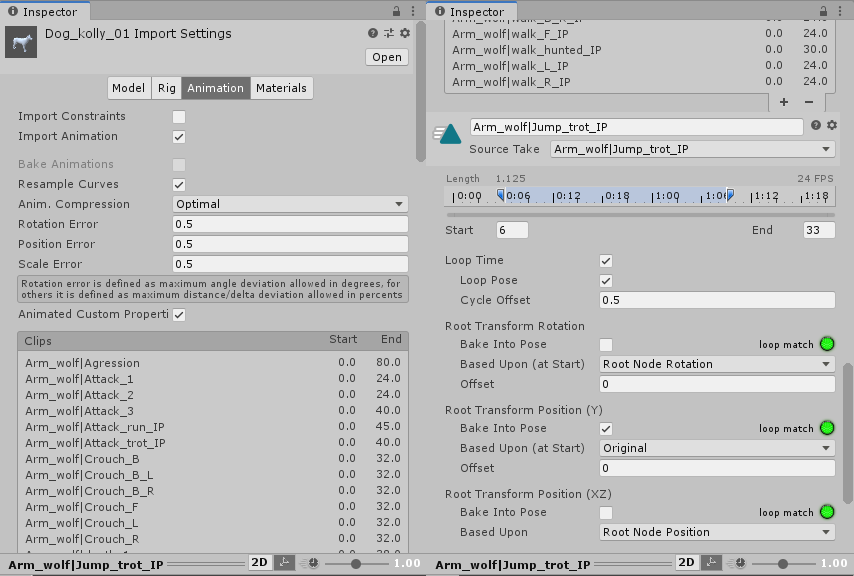 Inspector
Dog_kolly_01 Import Settings
Open
Model Rig Animation Materials
Import Constraints
Import Animation
Bake Animations
Resample Curves
Anim. Compression Optimal
Rotation Error 0.5
Position Error 0.5
Scale Error 0.5
Rotation error is defined as maximum angle deviation allowed in degrees, for
others it is defined as maximum distance/delta deviation allowed in percents
Animated Custom Properti
Clips Start End
Arm_wolf|Agression 0.0 80.0
Arm_wolf|Attack_1 0.0 24.0
Arm_wolf|Attack_2 0.0 24.0
Arm_wolf|Attack_3 0.0 40.0
Arm_wolf|Attack_run_IP 0.0 45.0
Arm_wolf|Attack_trot_IP 0.0 40.0
Arm_wolf|Crouch_B 0.0 32.0
Arm_wolf|Crouch_B_L 0.0 32.0
Arm_wolf|Crouch_B_R 0.0 32.0
Arm_wolf|Crouch_F 0.0 32.0
Arm_wolf|Crouch_L 0.0 32.0
Arm_wolf|Crouch_R 0.0 32.0
Arm_wolf|Jump_trot_IP 2D 1.00
Inspector
Arm_wolf|walk_B_R_IP 0.0 24.0
Arm_wolf|walk_F_IP 0.0 24.0
Arm_wolf|walk_hunted_IP 0.0 30.0
Arm_wolf|walk_L_IP 0.0 24.0
Arm_wolf|walk_R_IP 0.0 24.0
+ −
Arm_wolf|Jump_trot_IP
Source Take Arm_wolf|Jump_trot_IP
Length 1.125 24 FPS
0:00 0:06 0:12 0:18 1:00 1:06 1:12 1:18
Start 6 End 33
Loop Time
Loop Pose
Cycle Offset 0.5
Root Transform Rotation
Bake Into Pose loop match
Based Upon (at Start) Root Node Rotation
Offset 0
Root Transform Position (Y)
Bake Into Pose loop match
Based Upon (at Start) Original
Offset 0
Root Transform Position (XZ)
Bake Into Pose loop match
Based Upon Root Node Position
Arm_wolf|Jump_trot_IP 2D 1.00